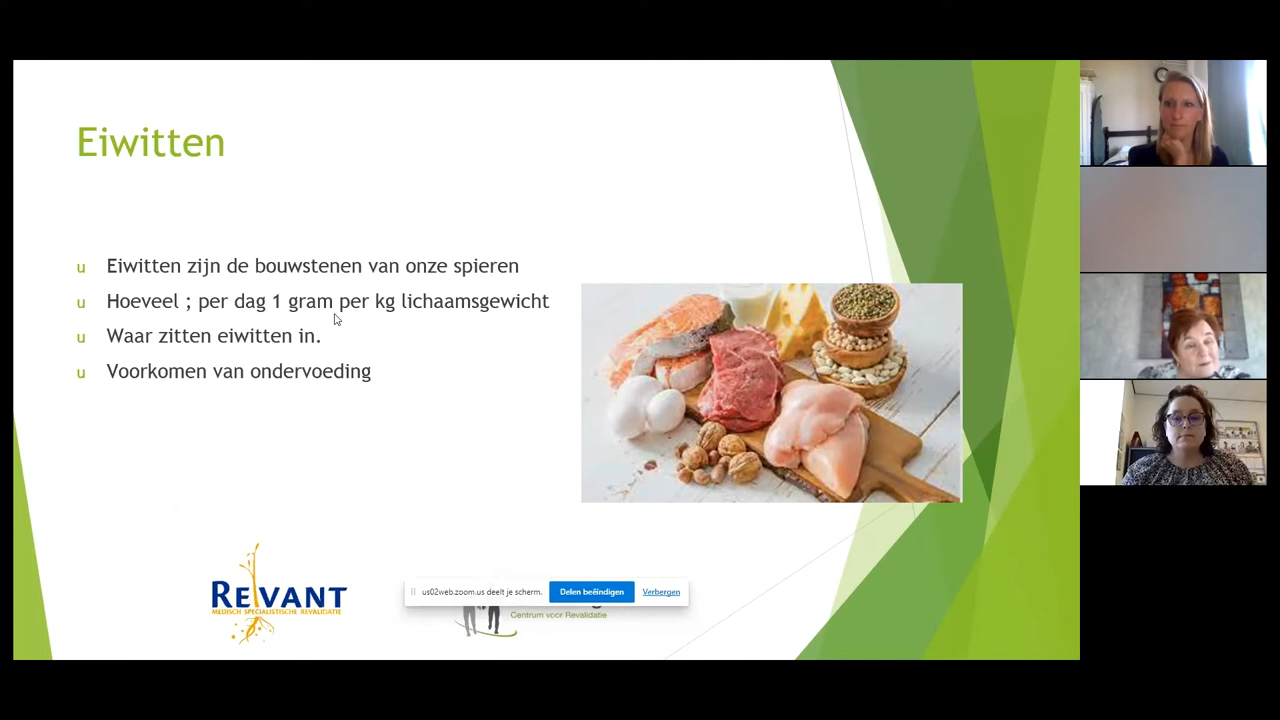 Eiwitten
u Eiwitten zijn de bouwstenen van onze spieren
u Hoeveel ; per dag 1 gram per kg lichaamsgewicht
u Waar zitten eiwitten in.
u Voorkomen van ondervoeding
REVANT
MEDISCH SPECIALISTISCHE REVALIDATIE
us02web.zoom.us deelt je scherm.
Delen beëindigen
Verbergen
Centrum voor Revalidatie